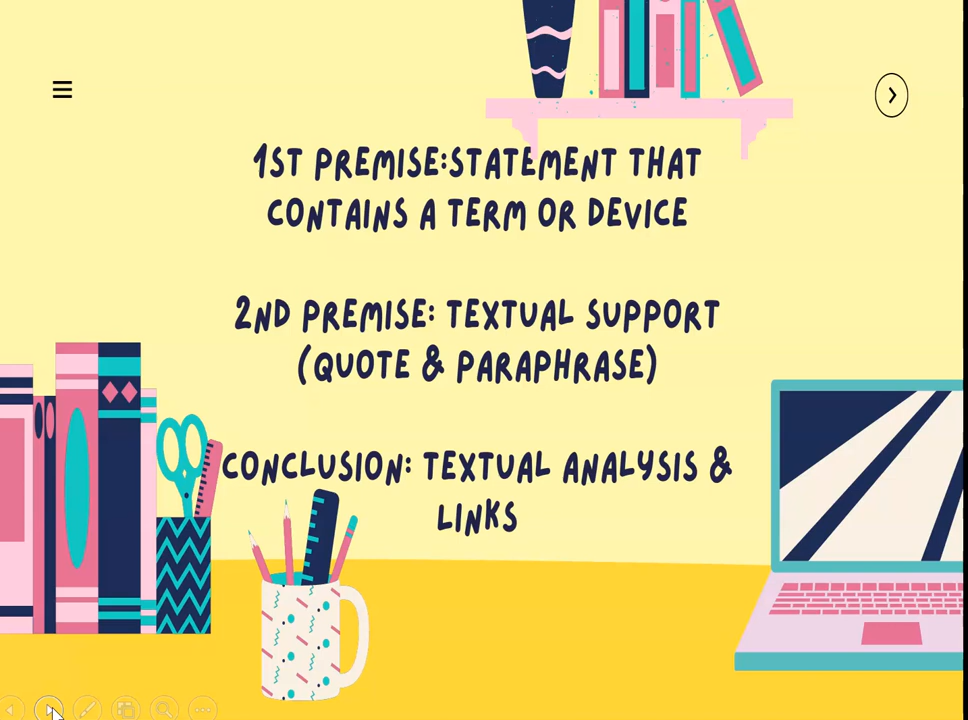 1ST PREMISE:STATEMENT THAT
CONTAINS A TERM OR DEVICE
2ND PREMISE: TEXTUAL SUPPORT
(QUOTE & PARAPHRASE)
CONCLUSION: TEXTUAL ANALYSIS &
LINKS